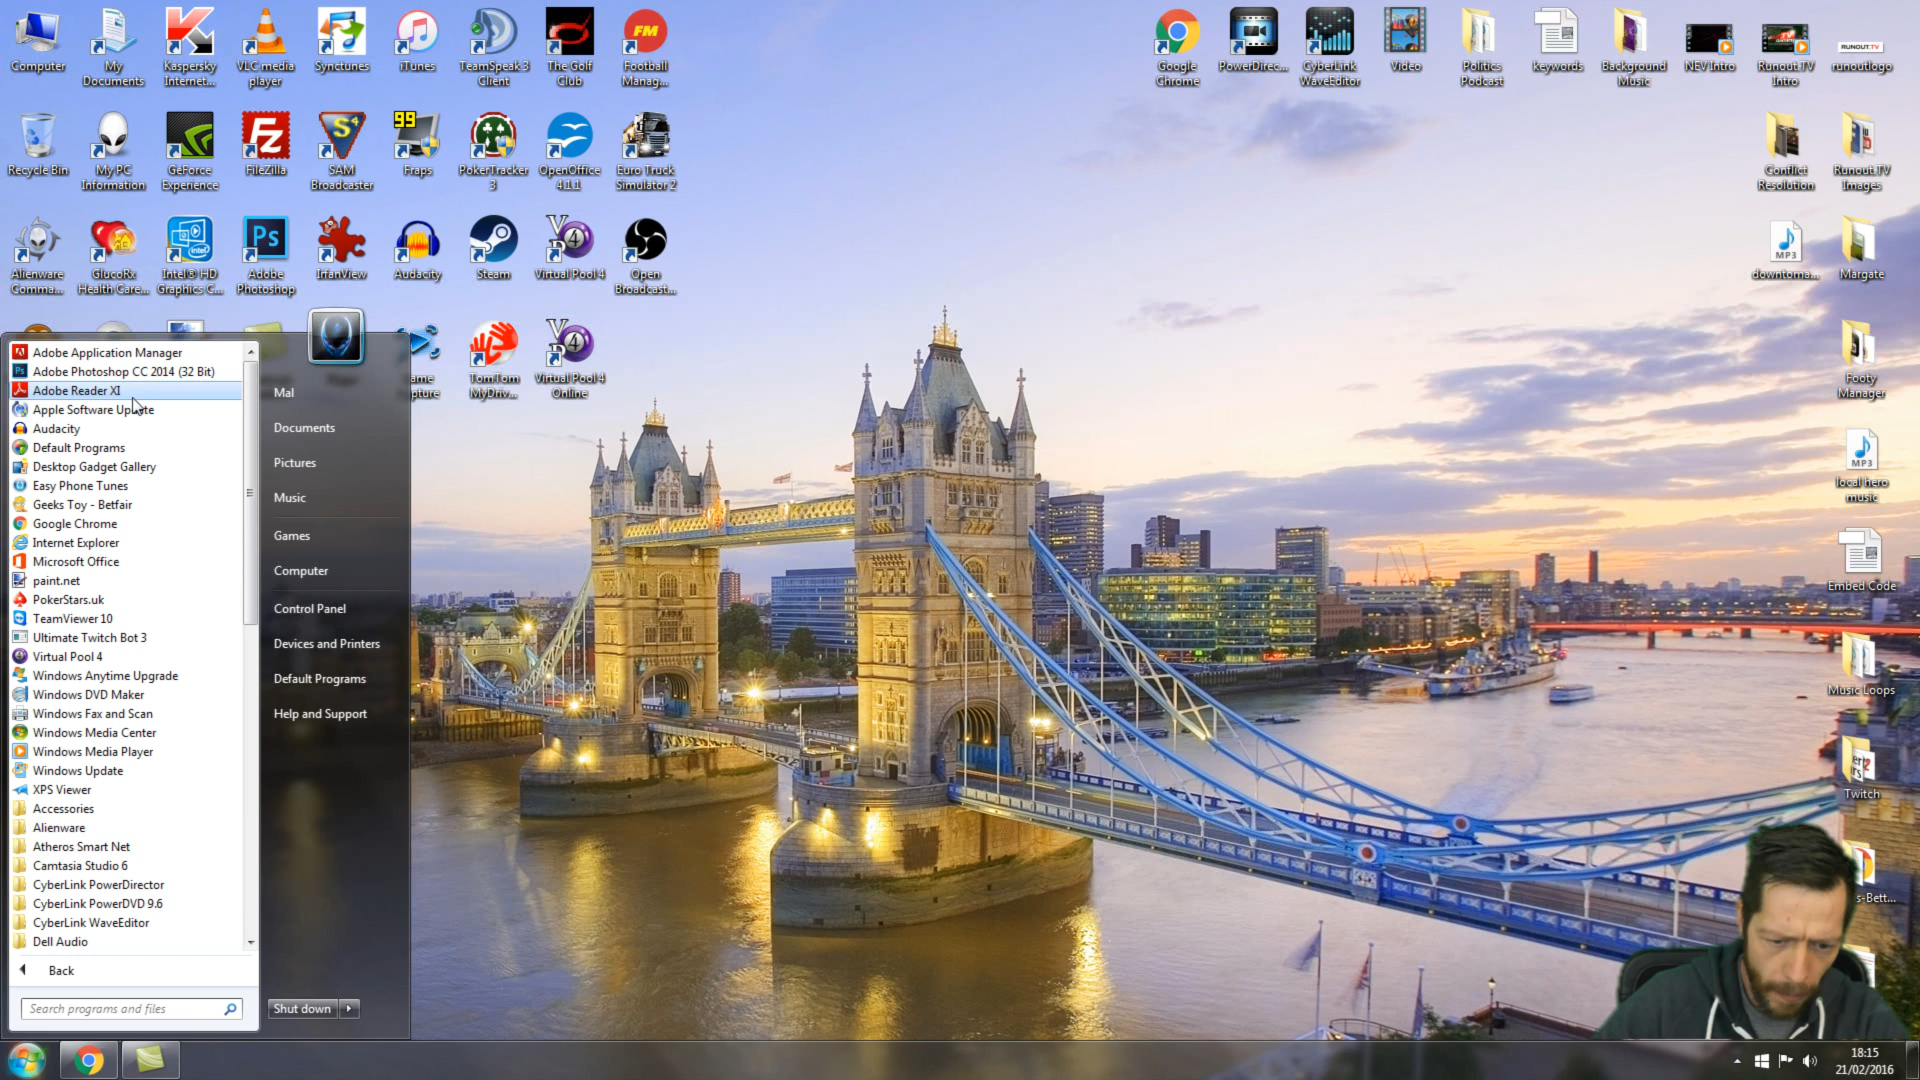 Computer
My
Documents
Kaspersky
Internet...
VLC media
player
Synctunes
iTunes
TeamSpeak 3
Client
The Golf
Club
FM
Football
Manag...
Google
Chrome
PowerDirec...
CyberLink
WaveEditor
Video
Politics
Podcast
keywords
Background
Music
NEV Intro
Runout.TV
Intro
RUNOUT.TV
runoutlogo
Recycle Bin
My PC
Information
GeForce
Experience
FileZilla
SAM
Broadcaster
99
Fraps
PokerTracker
3
OpenOffice
4.1.1
Euro Truck
Simulator 2
Conflict
Resolution
Runout.TV
Images
Alienware
Comma...
GlucoRx
Health Care...
Intel® HD
Graphics C...
Ps
Adobe
Photoshop
IrfanView
Audacity
Steam
Virtual Pool 4
Open
Broadcast...
MP3
downtoma...
Margate
TomTom
MyDriv...
Virtual Pool 4
Online
Footy
Manager
MP3
local hero
music
Embed Code
Music Loops
Twitch
s-Bett...
Adobe Application Manager
Adobe Photoshop CC 2014 (32 Bit)
Adobe Reader XI
Apple Software Update
Audacity
Default Programs
Desktop Gadget Gallery
Easy Phone Tunes
Geeks Toy - Betfair
Google Chrome
Internet Explorer
Microsoft Office
paint.net
PokerStars.uk
TeamViewer 10
Ultimate Twitch Bot 3
Virtual Pool 4
Windows Anytime Upgrade
Windows DVD Maker
Windows Fax and Scan
Windows Media Center
Windows Media Player
Windows Update
XPS Viewer
Accessories
Alienware
Atheros Smart Net
Camtasia Studio 6
CyberLink PowerDirector
CyberLink PowerDVD 9.6
CyberLink WaveEditor
Dell Audio
Back
Search programs and files
Mal
Documents
Pictures
Music
Games
Computer
Control Panel
Devices and Printers
Default Programs
Help and Support
Shut down
18:15
21/02/2016